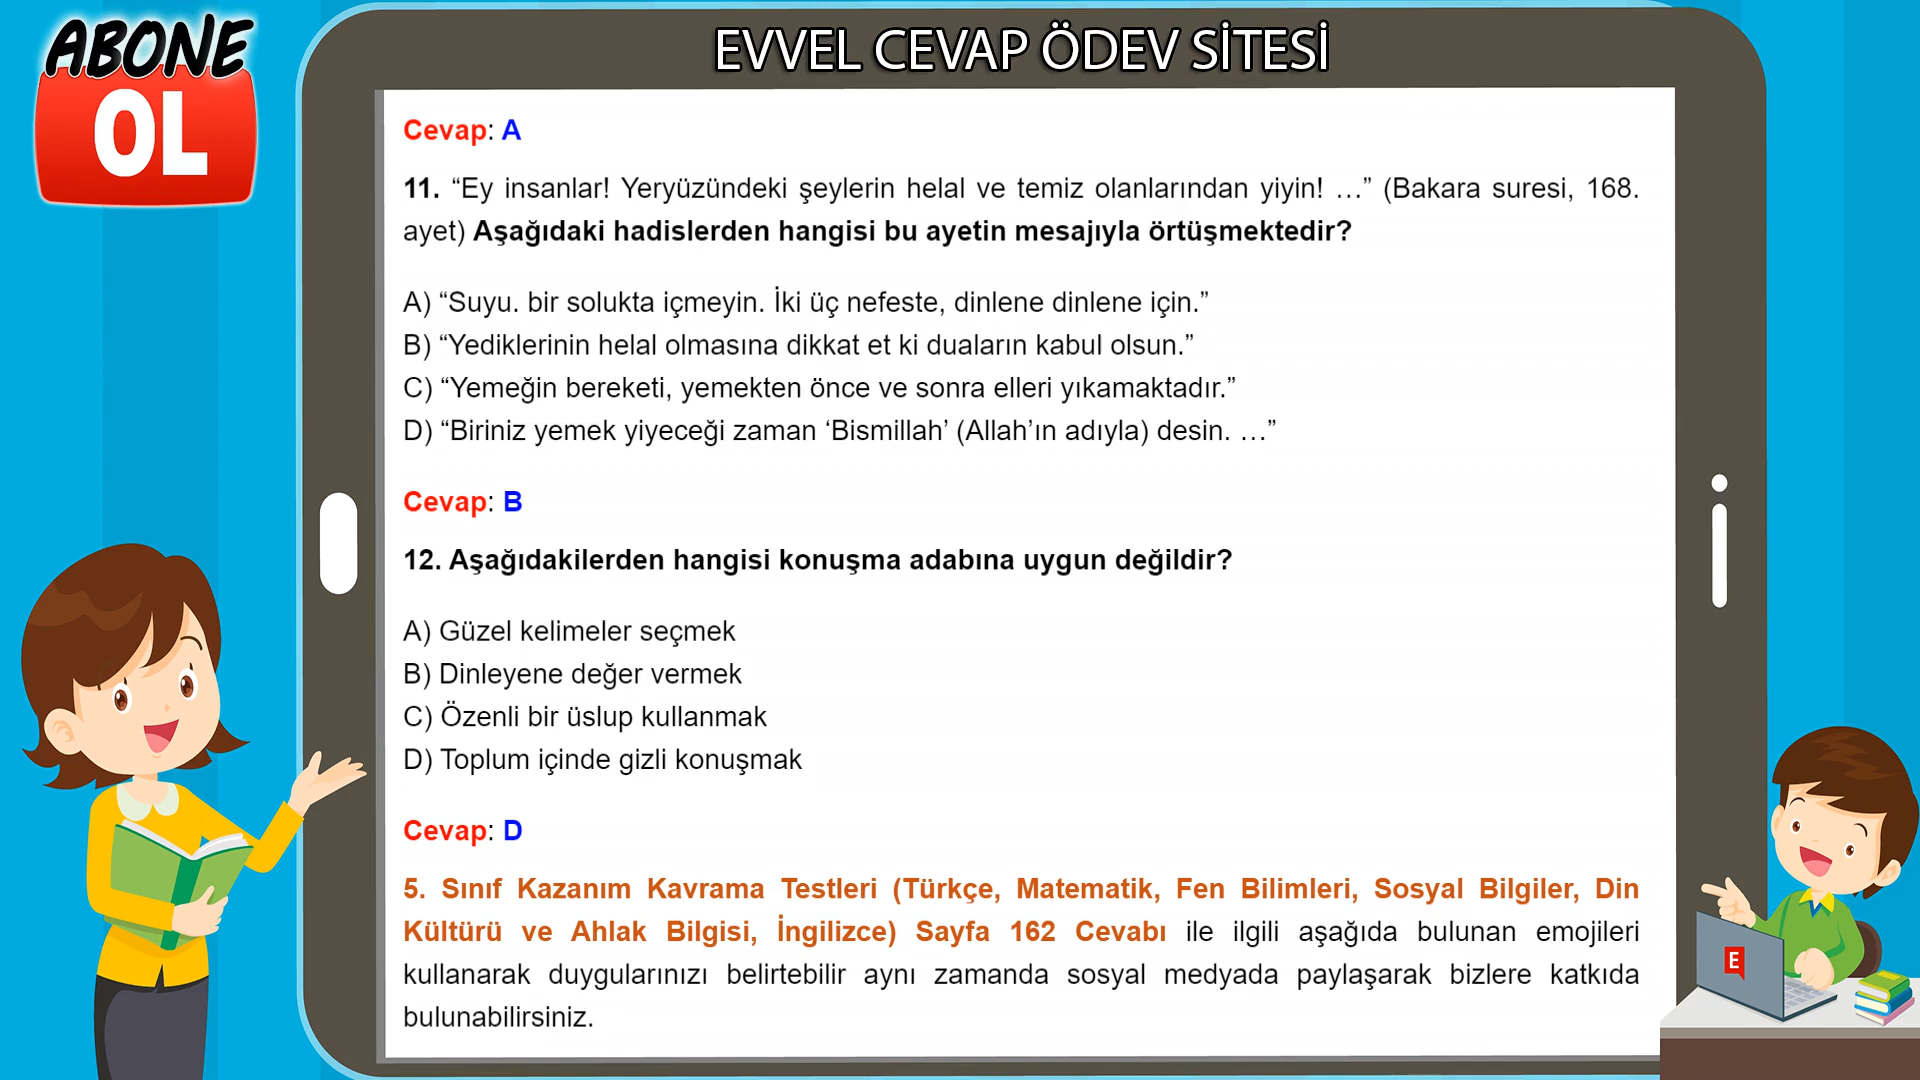 ABONE
OL
EVVEL CEVAP ÖDEV SİTESİ
Cevap: A
11. “Ey insanlar! Yeryüzündeki şeylerin helal ve temiz olanlarından yiyin! …” (Bakara suresi, 168.
ayet) Aşağıdaki hadislerden hangisi bu ayetin mesajıyla örtüşmektedir?
A) “Suyu. bir solukta içmeyin. İki üç nefeste, dinlene dinlene için.”
B) “Yediklerinin helal olmasına dikkat et ki duaların kabul olsun.”
C) “Yemeğin bereketi, yemekten önce ve sonra elleri yıkamaktadır.”
D) “Biriniz yemek yiyeceği zaman ‘Bismillah’ (Allah’ın adıyla) desin. …”
Cevap: B
12. Aşağıdakilerden hangisi konuşma adabına uygun değildir?
A) Güzel kelimeler seçmek
B) Dinleyene değer vermek
C) Özenli bir üslup kullanmak
D) Toplum içinde gizli konuşmak
Cevap: D
5. Sınıf Kazanım Kavrama Testleri (Türkçe, Matematik, Fen Bilimleri, Sosyal Bilgiler, Din
Kültürü ve Ahlak Bilgisi, İngilizce) Sayfa 162 Cevabı ile ilgili aşağıda bulunan emojileri
kullanarak duygularınızı belirtebilir aynı zamanda sosyal medyada paylaşarak bizlere katkıda
bulunabilirsiniz.
E